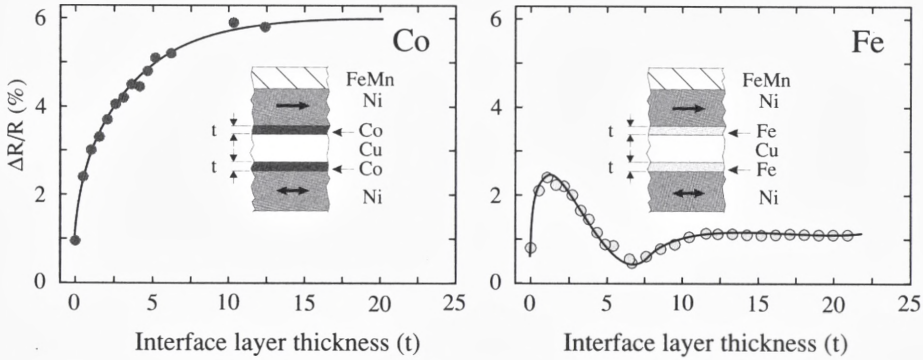 6
4
2
0
ΔR/R (%)
Co
FeMn
Ni
t
Co
Cu
t
Co
Ni
0
5
10
15
20
25
Interface layer thickness (t)
6
4
2
0
Fe
FeMn
Ni
t
Fe
Cu
t
Fe
Ni
0
5
10
15
20
25
Interface layer thickness (t)